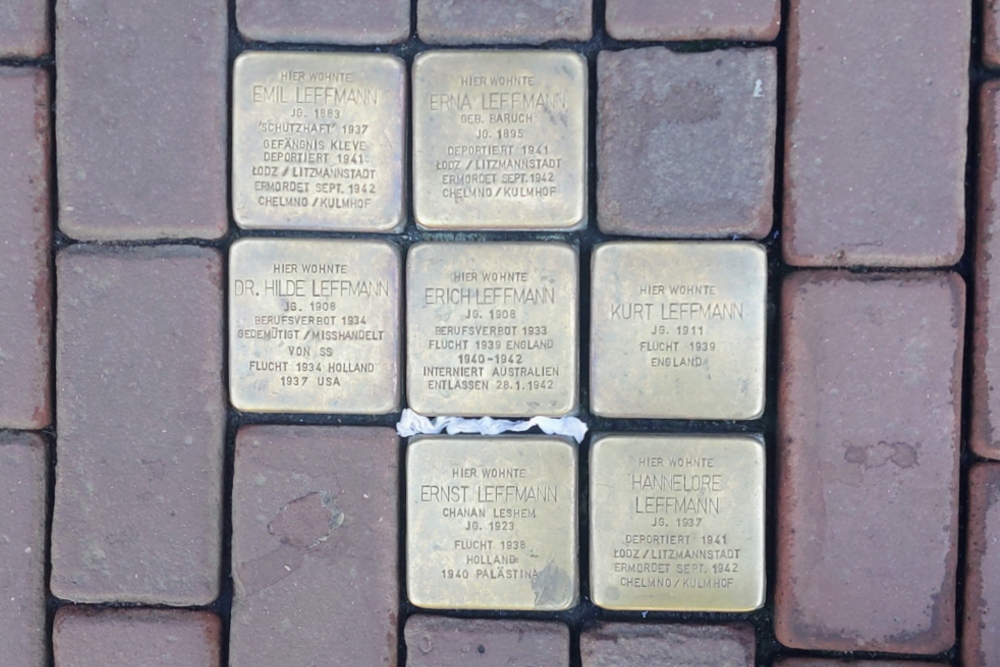 HIER WOHNTE
EMIL LEFFMANN
JG. 1883
'SCHUTZHAFT' 1937
GEFÄNGNIS KLEVE
DEPORTIERT 1941
ŁODZ / LITZMANNSTADT
ERMORDET SEPT. 1942
CHELMNO / KULMHOF
HIER WOHNTE
ERNA LEFFMANN
GEB. BARUCH
JG. 1895
DEPORTIERT 1941
ŁODZ / LITZMANNSTADT
ERMORDET SEPT. 1942
CHELMNO / KULMHOF
HIER WOHNTE
DR. HILDE LEFFMANN
JG. 1908
BERUFSVERBOT 1934
GEDEMÜTIGT / MISSHANDELT
VON SS
FLUCHT 1934 HOLLAND
1937 USA
HIER WOHNTE
ERICH LEFFMANN
JG. 1908
BERUFSVERBOT 1933
FLUCHT 1939 ENGLAND
1940-1942
INTERNIERT AUSTRALIEN
ENTLASSEN 28.1.1942
HIER WOHNTE
KURT LEFFMANN
JG. 1911
FLUCHT 1939
ENGLAND
HIER WOHNTE
ERNST LEFFMANN
CHANAN LESHEM
JG. 1923
FLUCHT 1938
HOLLAND
1940 PALÄSTINA
HIER WOHNTE
HANNELORE
LEFFMANN
JG. 1937
DEPORTIERT 1941
ŁODZ / LITZMANNSTADT
ERMORDET SEPT. 1942
CHELMNO / KULMHOF